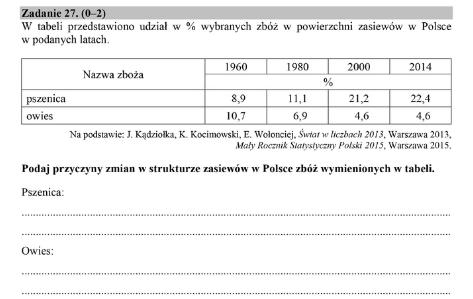 Zadanie 27. (0–2)
W tabeli przedstawiono udział w % wybranych zbóż w powierzchni zasiewów w Polsce
w podanych latach.
Nazwa zboża 1960 1980 2000 2014
%
pszenica 8,9 11,1 21,2 22,4
owies 10,7 6,9 4,6 4,6
Na podstawie: J. Kądziołka, K. Kocimowski, E. Wołonciej, Świat w liczbach 2013, Warszawa 2013,
Mały Rocznik Statystyczny Polski 2015, Warszawa 2015.
Podaj przyczyny zmian w strukturze zasiewów w Polsce zbóż wymienionych w tabeli.
Pszenica:
Owies: